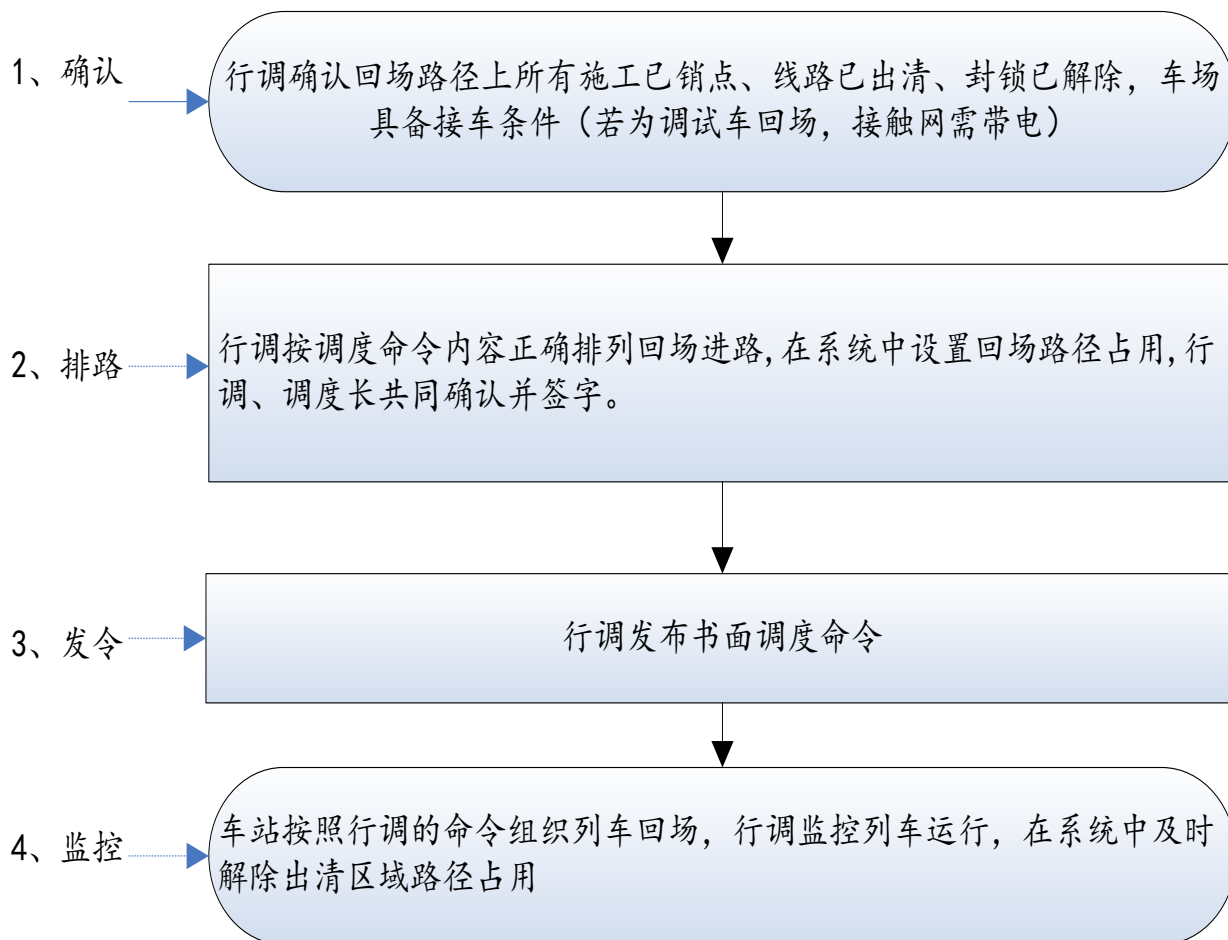 1、确认
行调确认回场路径上所有施工已销点、线路已出清、封锁已解除，车场
具备接车条件（若为调试车回场，接触网需带电）
2、排路
行调按调度命令内容正确排列回场进路,在系统中设置回场路径占用,行
调、调度长共同确认并签字。
3、发令
行调发布书面调度命令
4、监控
车站按照行调的命令组织列车回场，行调监控列车运行，在系统中及时
解除出清区域路径占用